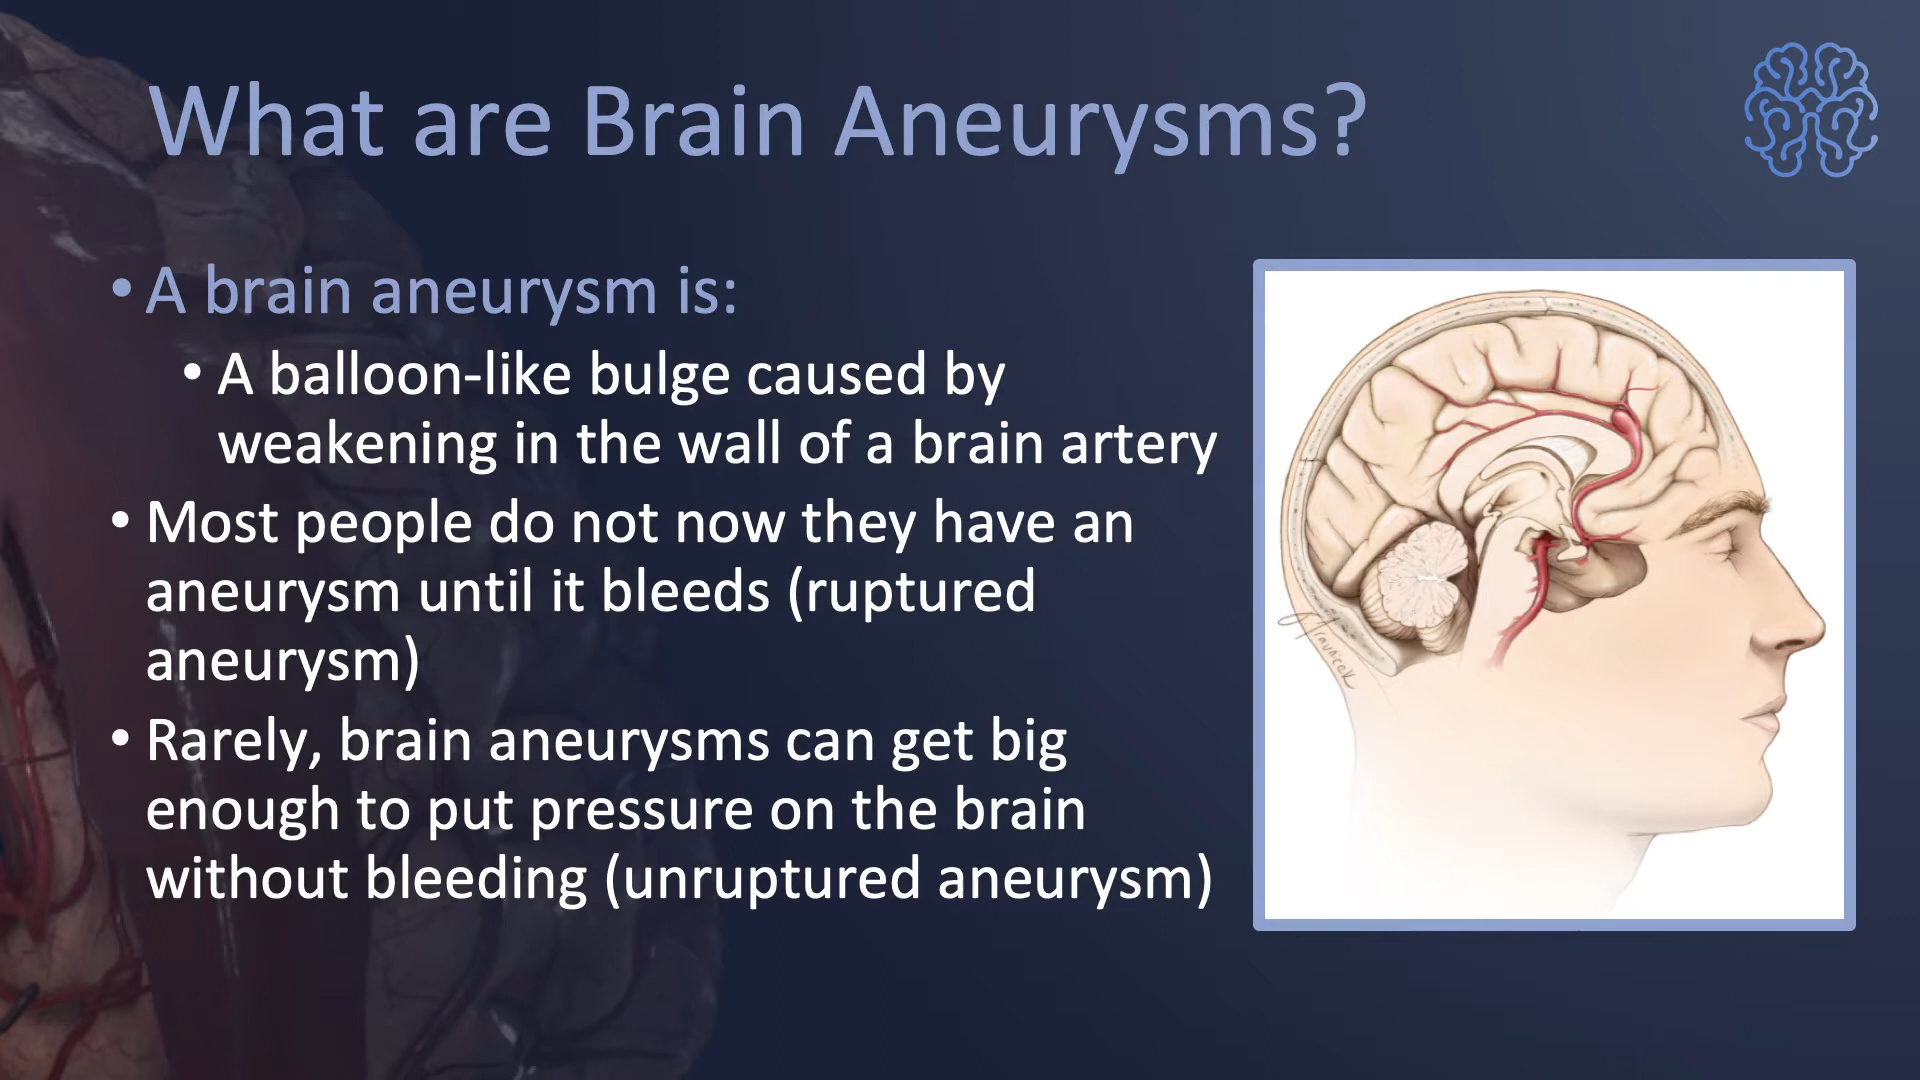 What are Brain Aneurysms?
• A brain aneurysm is:
• A balloon-like bulge caused by
weakening in the wall of a brain artery
• Most people do not now they have an
aneurysm until it bleeds (ruptured
aneurysm)
• Rarely, brain aneurysms can get big
enough to put pressure on the brain
without bleeding (unruptured aneurysm)